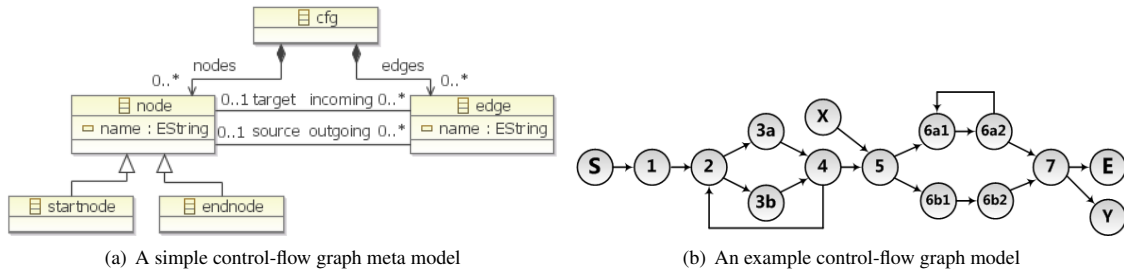 cfg
nodes
edges
0..*
0..*
node
0..1 target
incoming 0..*
edge
name : EString
0..1 source
outgoing 0..*
name : EString
startnode
endnode
(a) A simple control-flow graph meta model
S
1
2
3a
3b
4
X
5
6a1
6a2
6b1
6b2
7
E
Y
(b) An example control-flow graph model